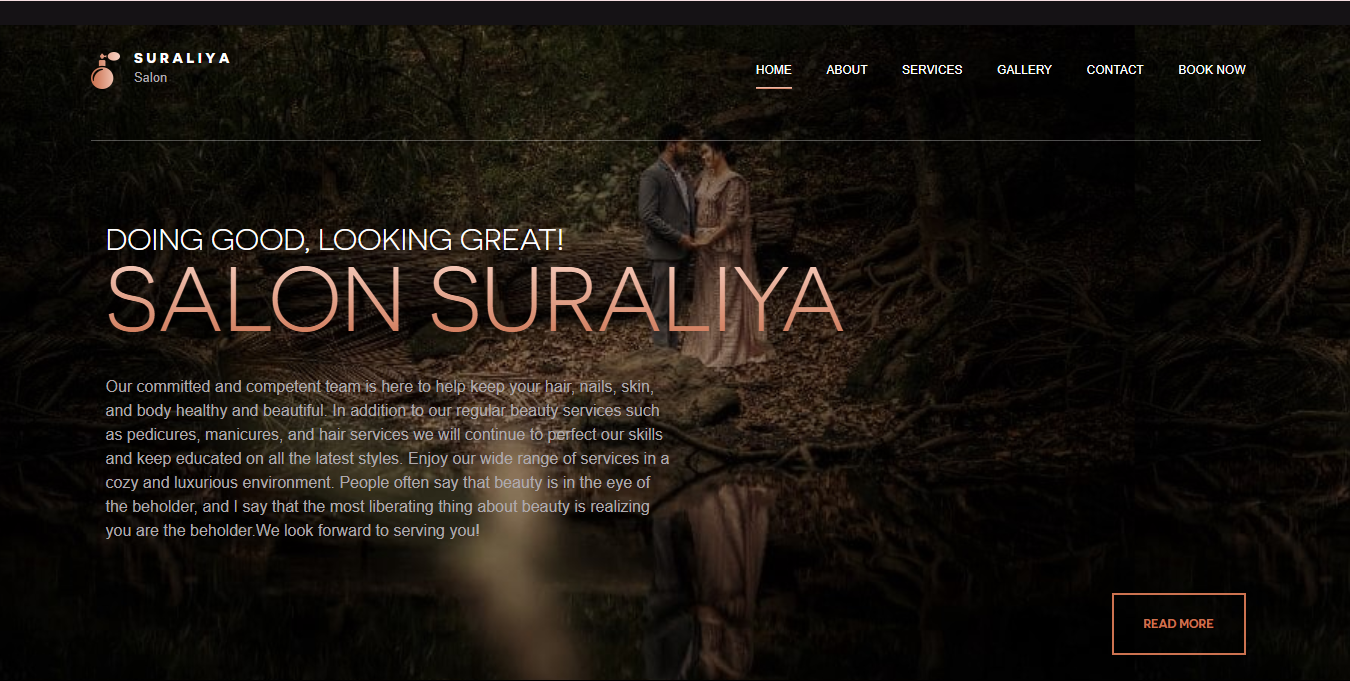 SURALIYA
Salon
HOME ABOUT SERVICES GALLERY CONTACT BOOK NOW
DOING GOOD, LOOKING GREAT!
SALON SURALIYA
Our committed and competent team is here to help keep your hair, nails, skin,
and body healthy and beautiful. In addition to our regular beauty services such
as pedicures, manicures, and hair services we will continue to perfect our skills
and keep educated on all the latest styles. Enjoy our wide range of services in a
cozy and luxurious environment. People often say that beauty is in the eye of
the beholder, and I say that the most liberating thing about beauty is realizing
you are the beholder.We look forward to serving you!
READ MORE